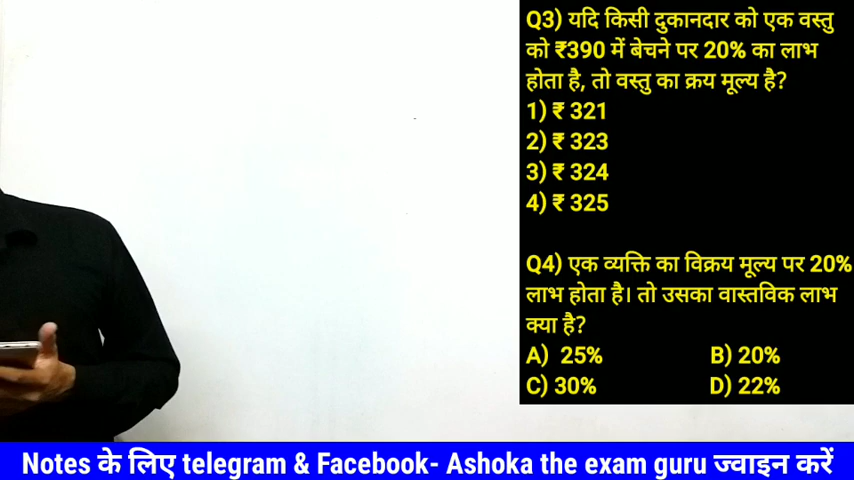 Q3) यदि किसी दुकानदार को एक वस्तु
को ₹390 में बेचने पर 20% का लाभ
होता है, तो वस्तु का क्रय मूल्य है?
1) ₹ 321
2) ₹ 323
3) ₹ 324
4) ₹ 325
Q4) एक व्यक्ति का विक्रय मूल्य पर 20%
लाभ होता है। तो उसका वास्तविक लाभ
क्या है?
A) 25% B) 20%
C) 30% D) 22%
Notes के लिए telegram & Facebook- Ashoka the exam guru ज्वाइन करें